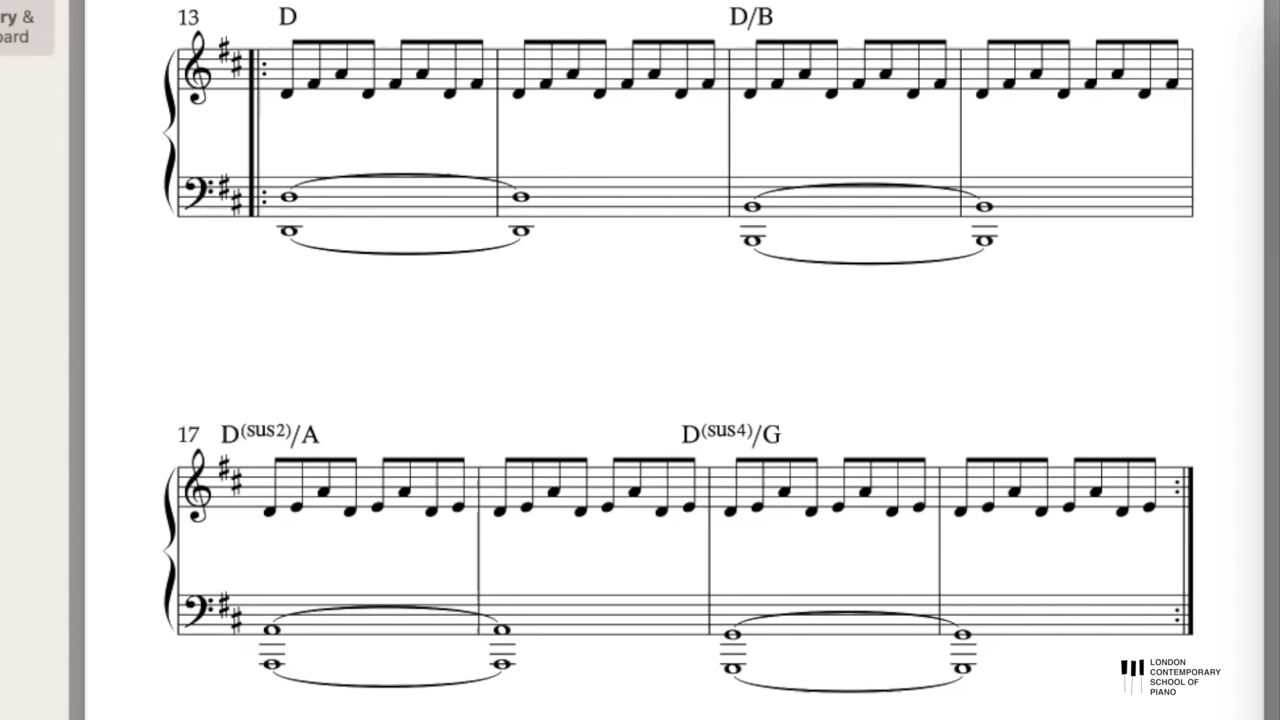 ry &
oard
13 D D/B
17 D(sus2)/A D(sus4)/G
LONDON
CONTEMPORARY
SCHOOL OF
PIANO